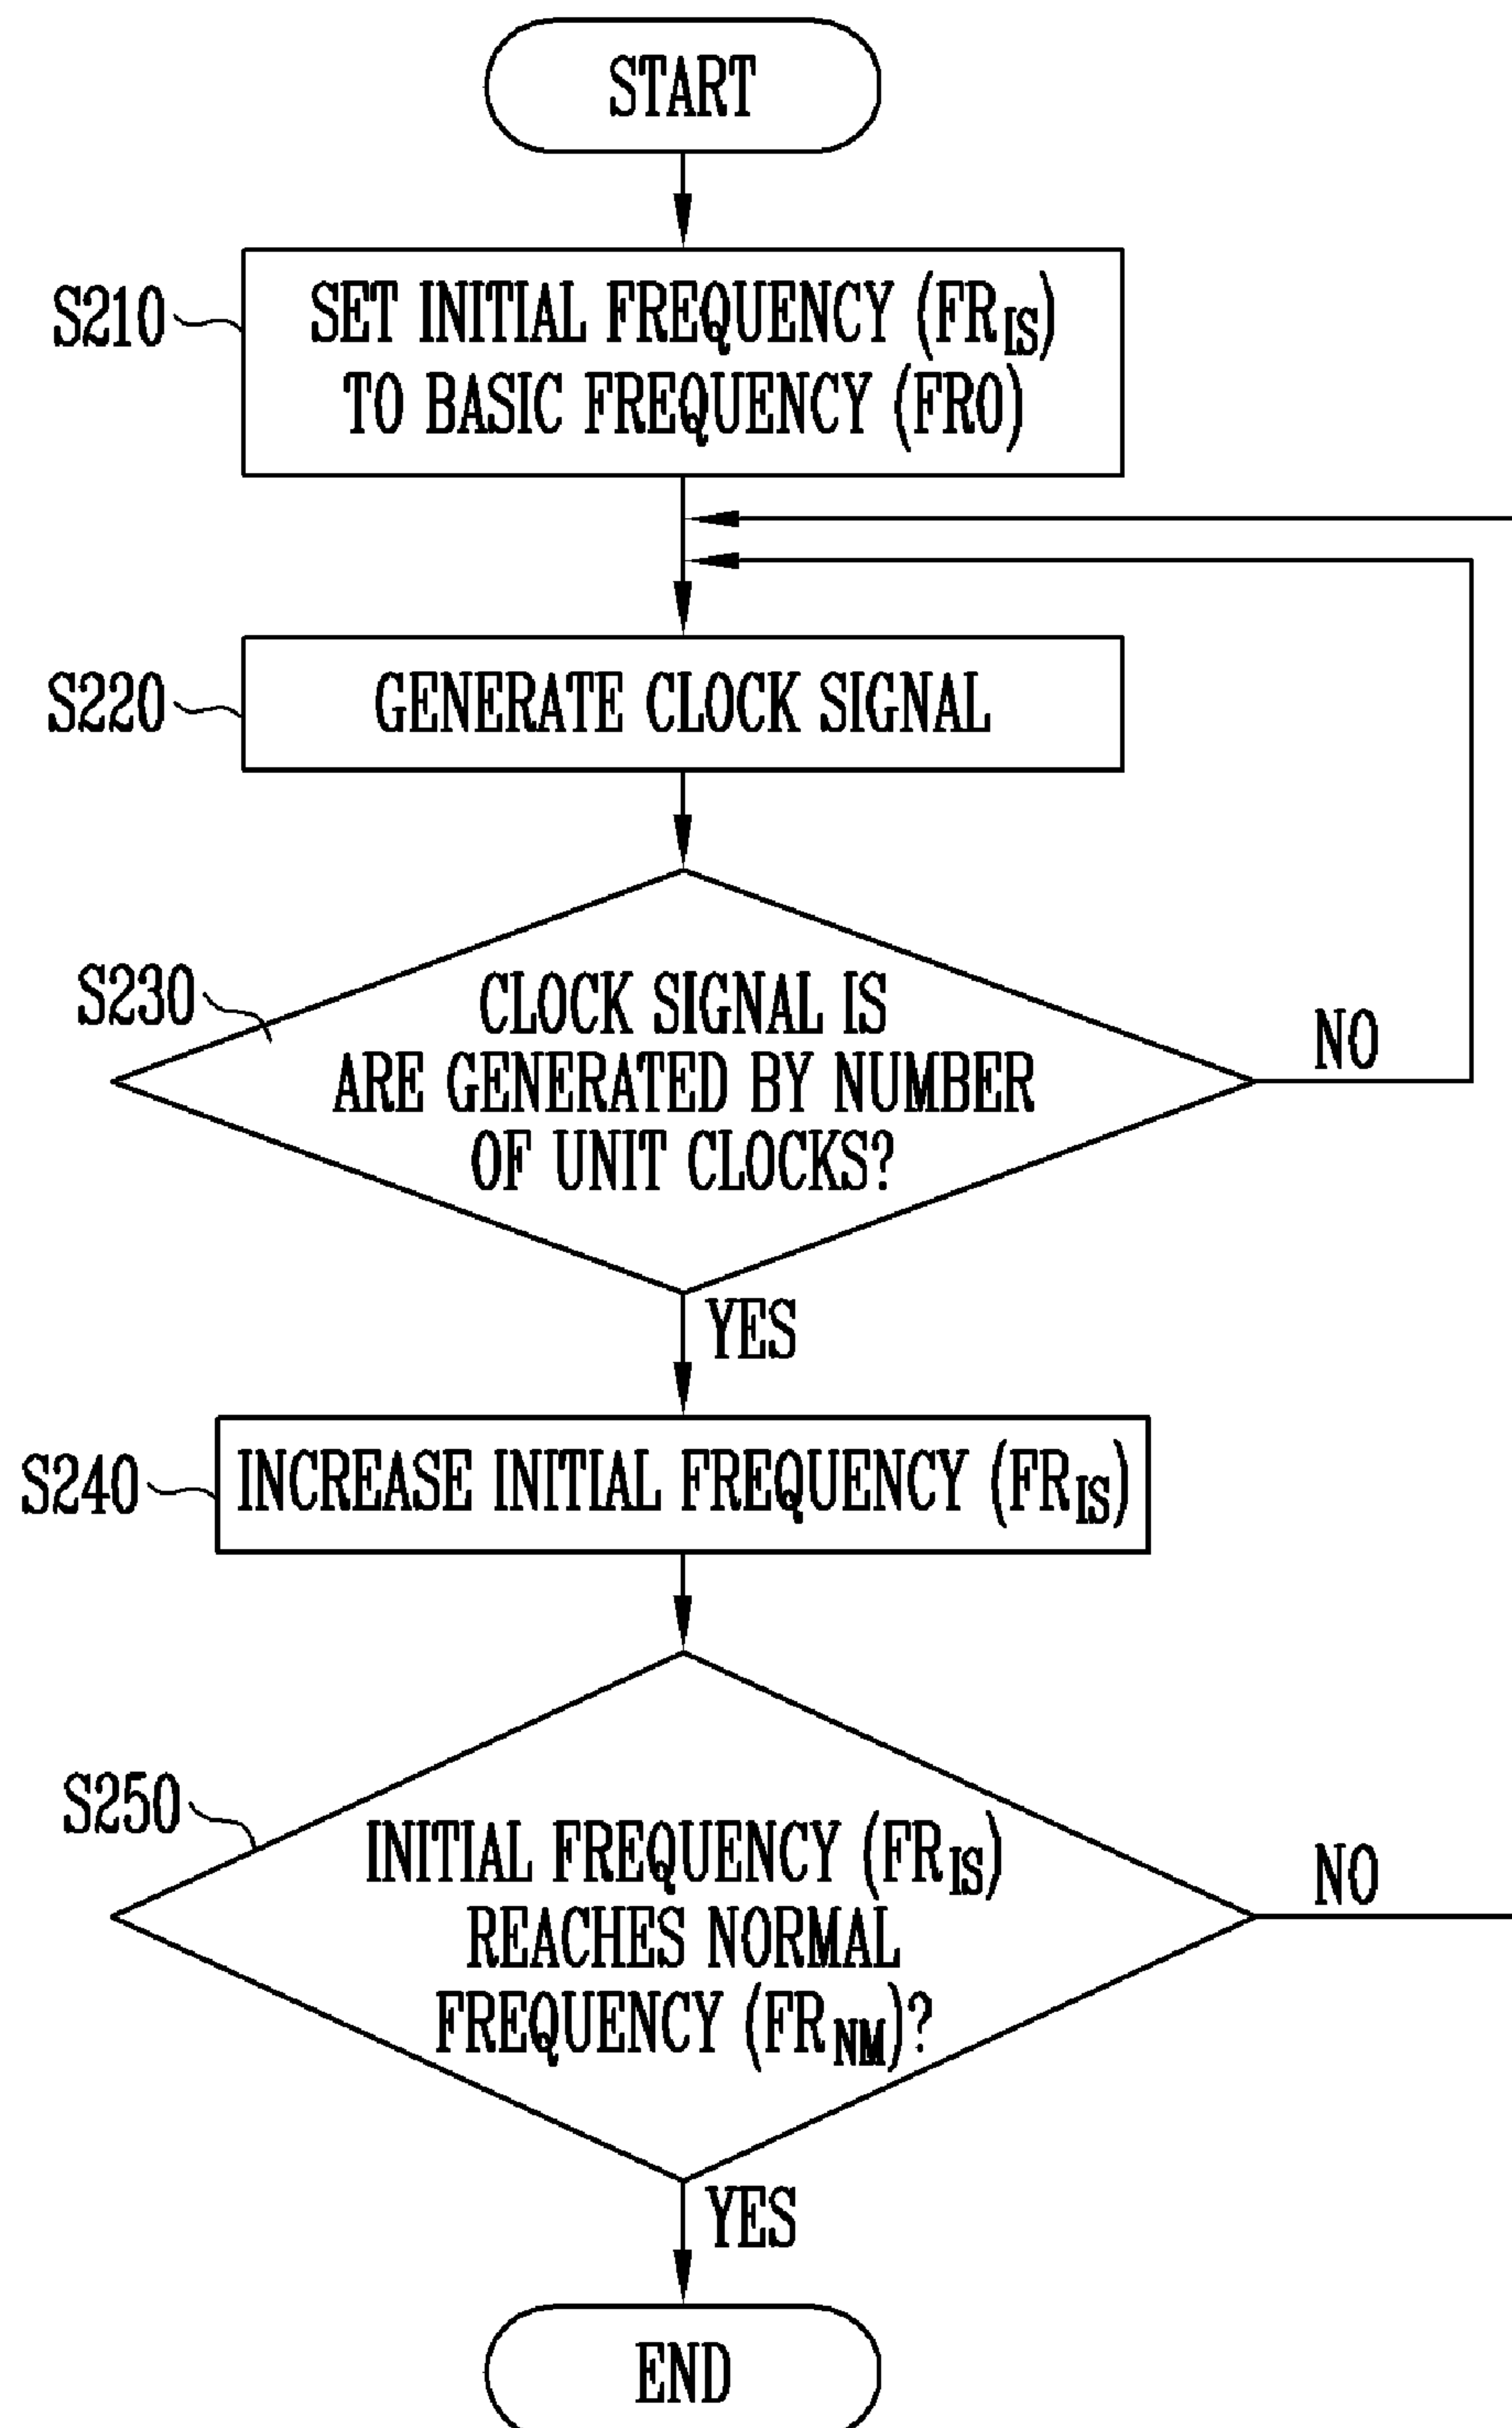 START
S210
SET INITIAL FREQUENCY (FRIS)
TO BASIC FREQUENCY (FR0)
S220
GENERATE CLOCK SIGNAL
S230
CLOCK SIGNAL IS
ARE GENERATED BY NUMBER
OF UNIT CLOCKS?
NO
YES
S240
INCREASE INITIAL FREQUENCY (FRIS)
S250
INITIAL FREQUENCY (FRIS)
REACHES NORMAL
FREQUENCY (FRNM)?
NO
YES
END